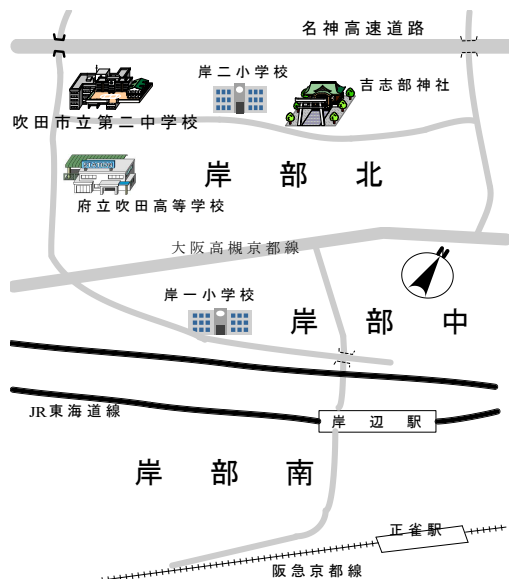 名神高速道路
岸二小学校
吉志部神社
吹田市立第二中学校
岸部北
府立吹田高等学校
大阪高槻京都線
岸一小学校
岸部中
JR東海道線
岸辺駅
岸部南
正雀駅
阪急京都線